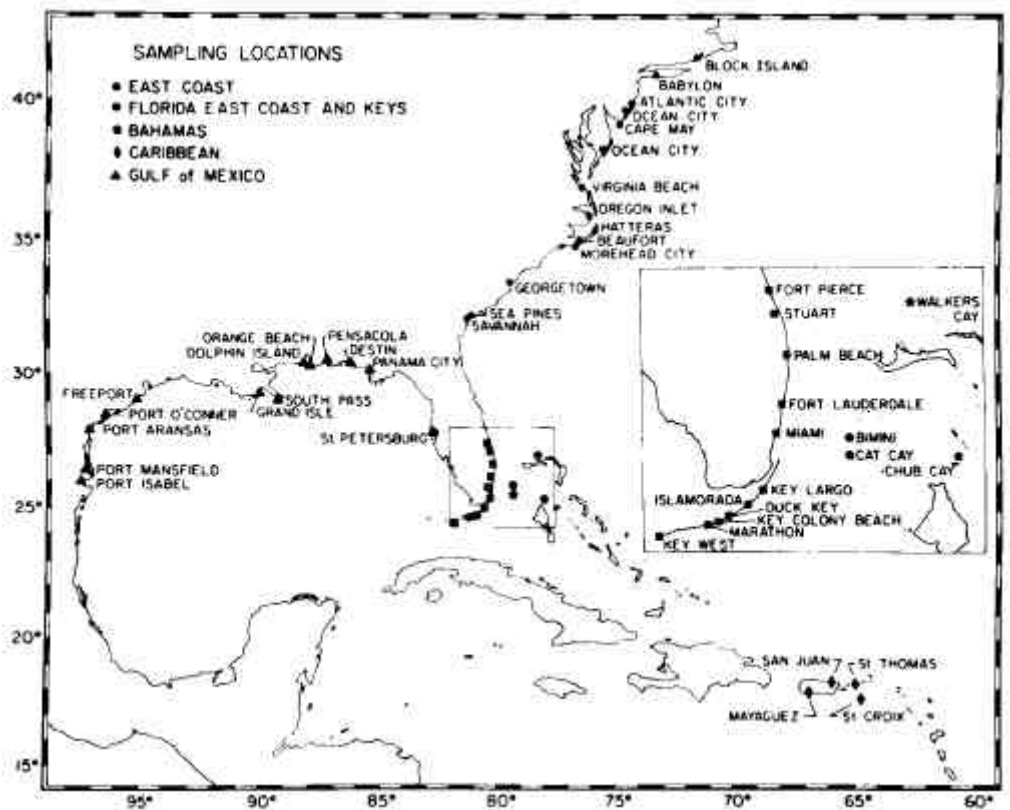 SAMPLING LOCATIONS
EAST COAST
FLORIDA EAST COAST AND KEYS
BAHAMAS
CARIBBEAN
GULF of MEXICO
BLOCK ISLAND
BABYLON
ATLANTIC CITY
OCEAN CITY
CAPE MAY
OCEAN CITY
VIRGINIA BEACH
OREGON INLET
HATTERAS
BEAUFORT
MOREHEAD CITY
GEORGETOWN
SEA PINES
SAVANNAH
ORANGE BEACH
PENSACOLA
DOLPHIN ISLAND
DESTIN
PANAMA CITY
FREEPORT
SOUTH PASS
GRAND ISLE
PORT O'CONNER
PORT ARANSAS
St. PETERSBURG
PORT MANSFIELD
PORT ISABEL
FORT PIERCE
WALKERS
CAY
STUART
PALM BEACH
FORT LAUDERDALE
MIAMI
BIMINI
CAT CAY
CHUB CAY
KEY LARGO
ISLAMORADA
DUCK KEY
KEY COLONY BEACH
MARATHON
KEY WEST
SAN JUAN
St THOMAS
MAYAGUEZ
St CROIX
40°
35°
30°
25°
20°
15°
95° 90° 85° 80° 75° 70° 65° 60°